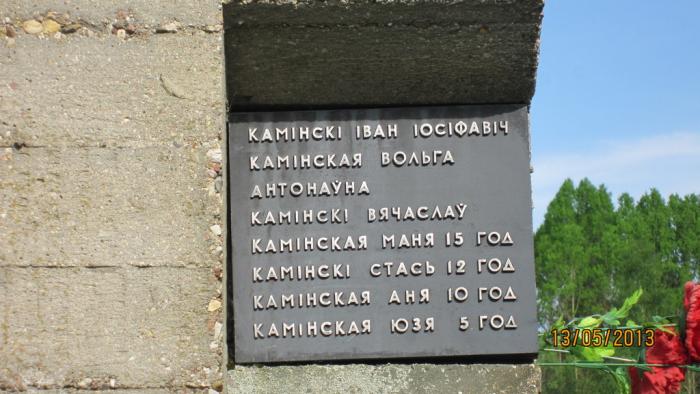 КАМІНСКІ ІВАН ІОСІФАВІЧ
КАМІНСКАЯ ВОЛЬГА
АНТОНАЎНА
КАМІНСКІ ВЯЧАСЛАЎ
КАМІНСКАЯ МАНЯ 15 ГОД
КАМІНСКІ СТАСЬ 12 ГОД
КАМІНСКАЯ АНЯ 10 ГОД
КАМІНСКАЯ ЮЗЯ 5 ГОД
13/05/2013